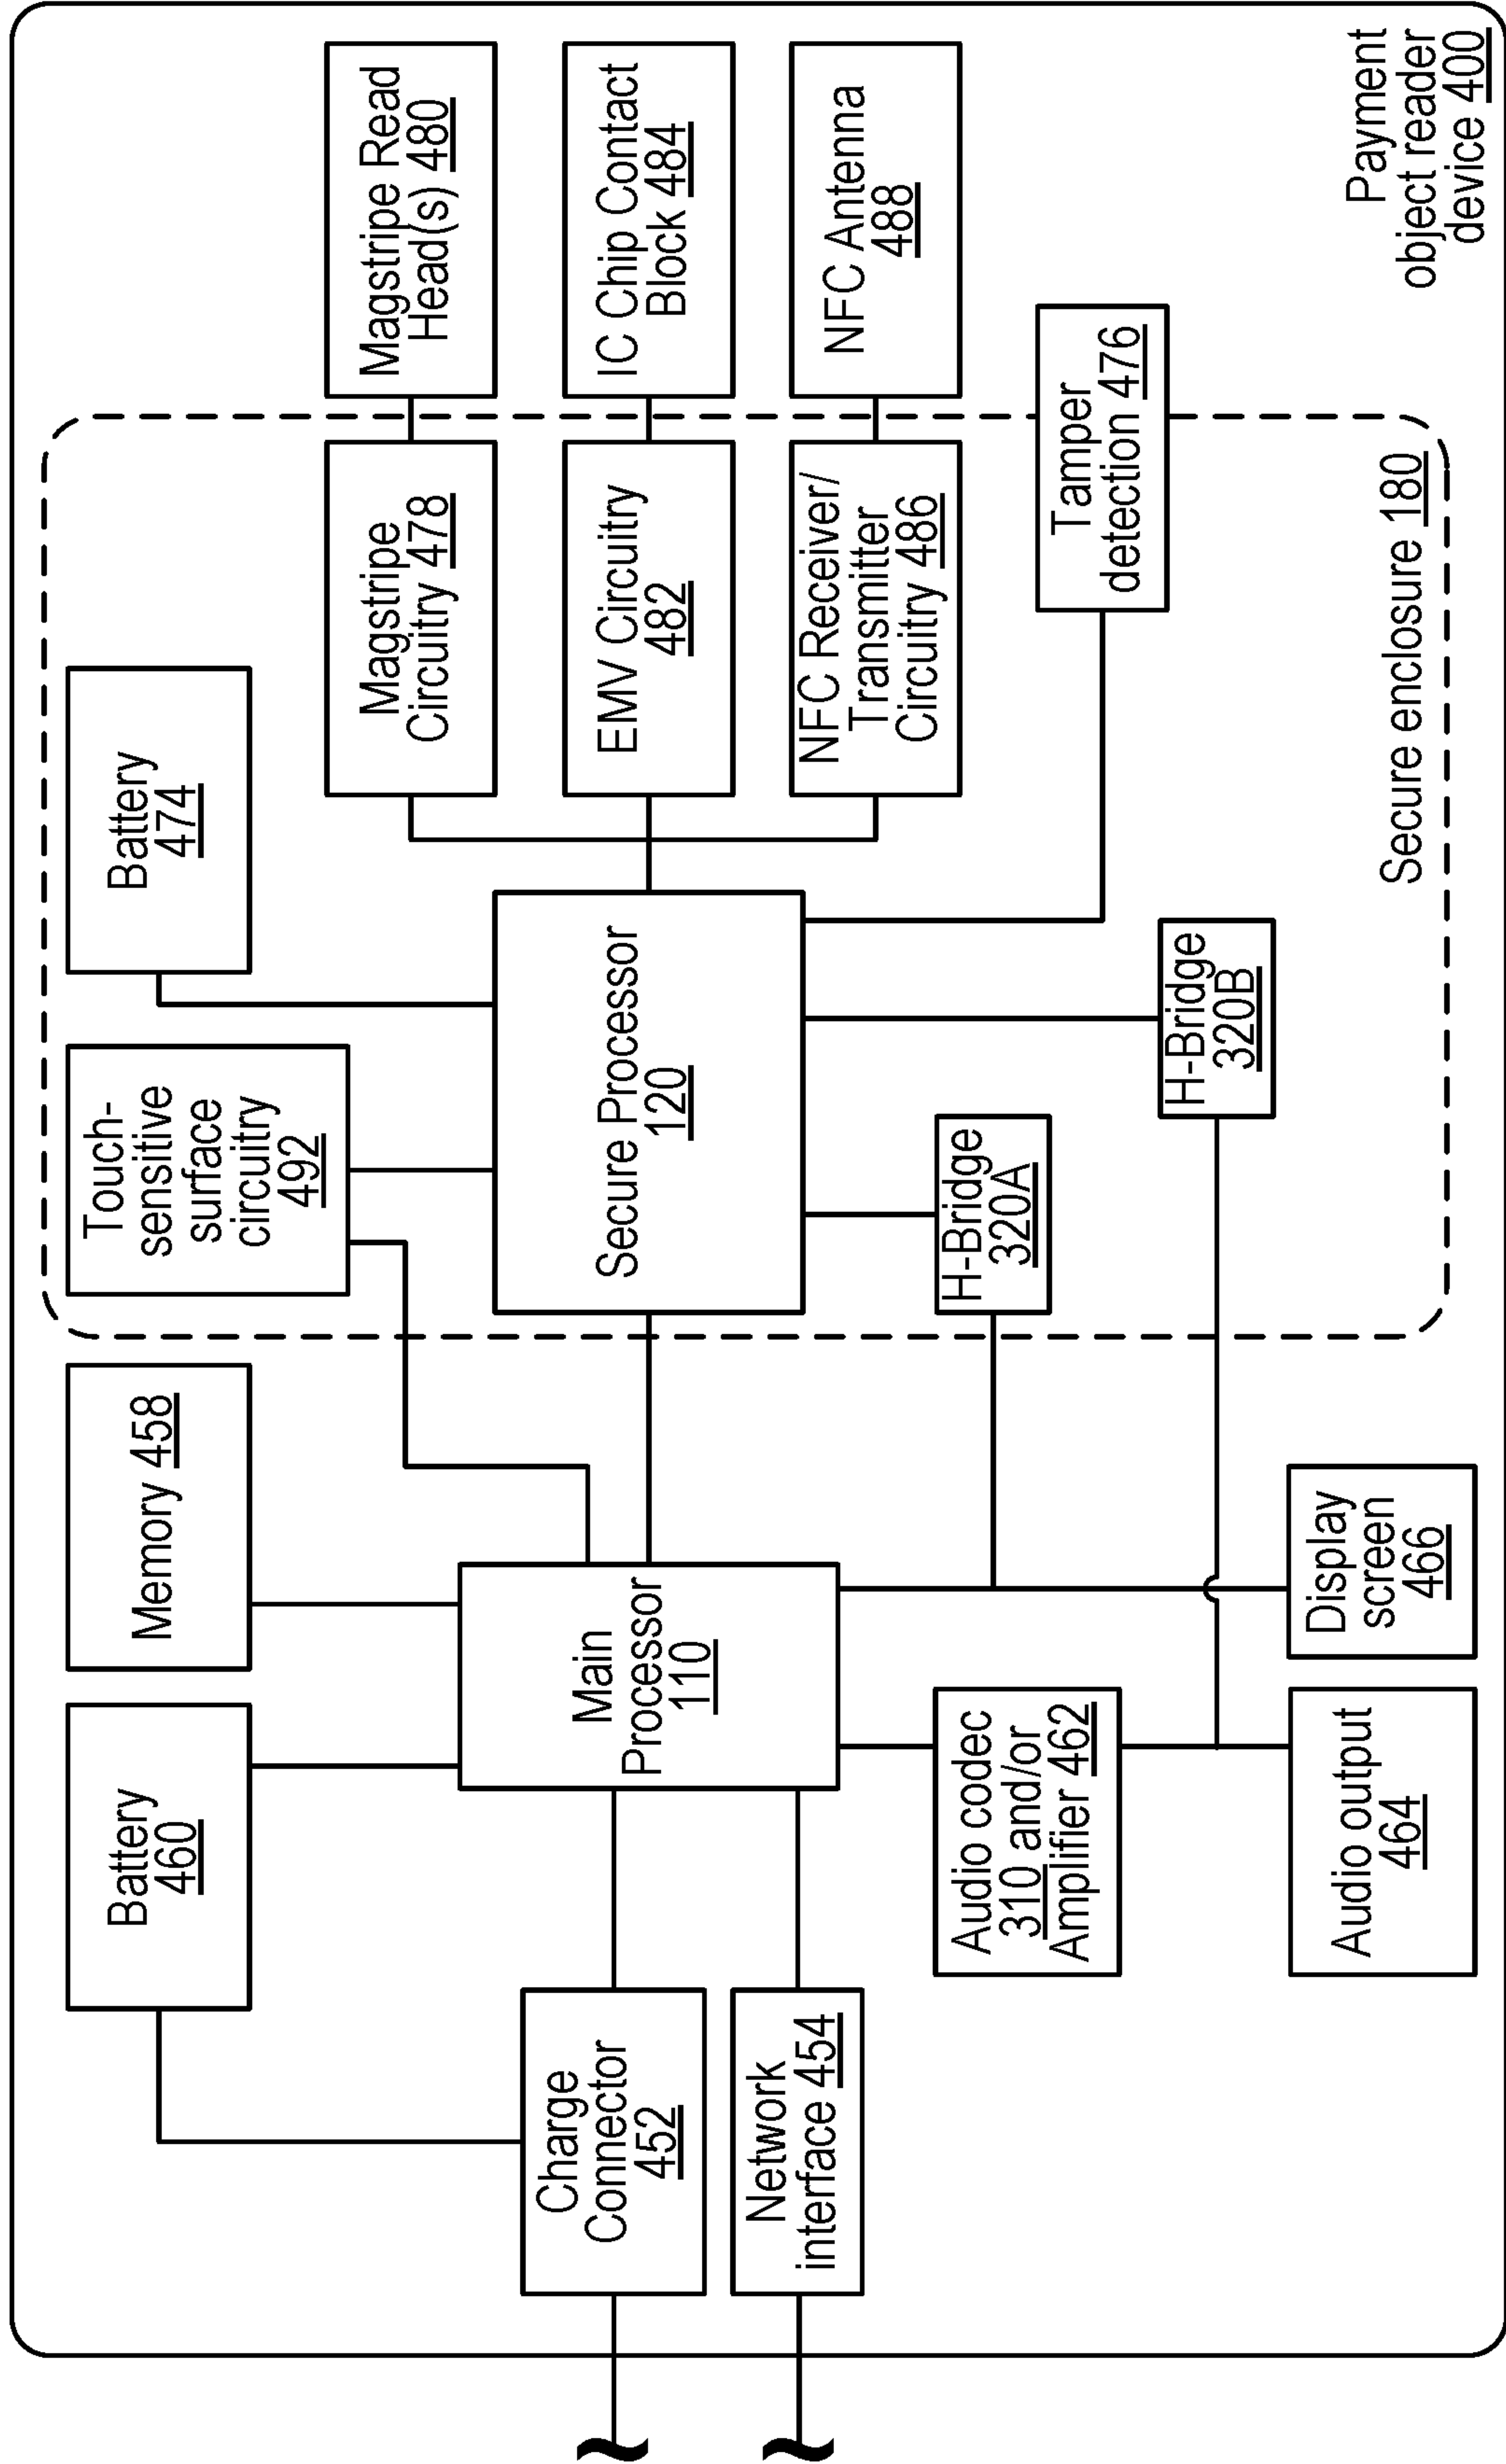 Battery
460
Memory 458
Touch-
sensitive
surface
circuitry
492
Battery
474
Charge
Connector
452
Network
interface 454
Main
Processor
110
Secure Processor
120
Magstripe
Circuitry 478
Magstripe Read
Head(s) 480
EMV Circuitry
482
IC Chip Contact
Block 484
NFC Receiver/
Transmitter
Circuitry 486
NFC Antenna
488
Audio codec
310 and/or
Amplifier 462
H-Bridge
320A
H-Bridge
320B
Tamper
detection 476
Audio output
464
Display
screen
466
Secure enclosure 180
Payment
object reader
device 400